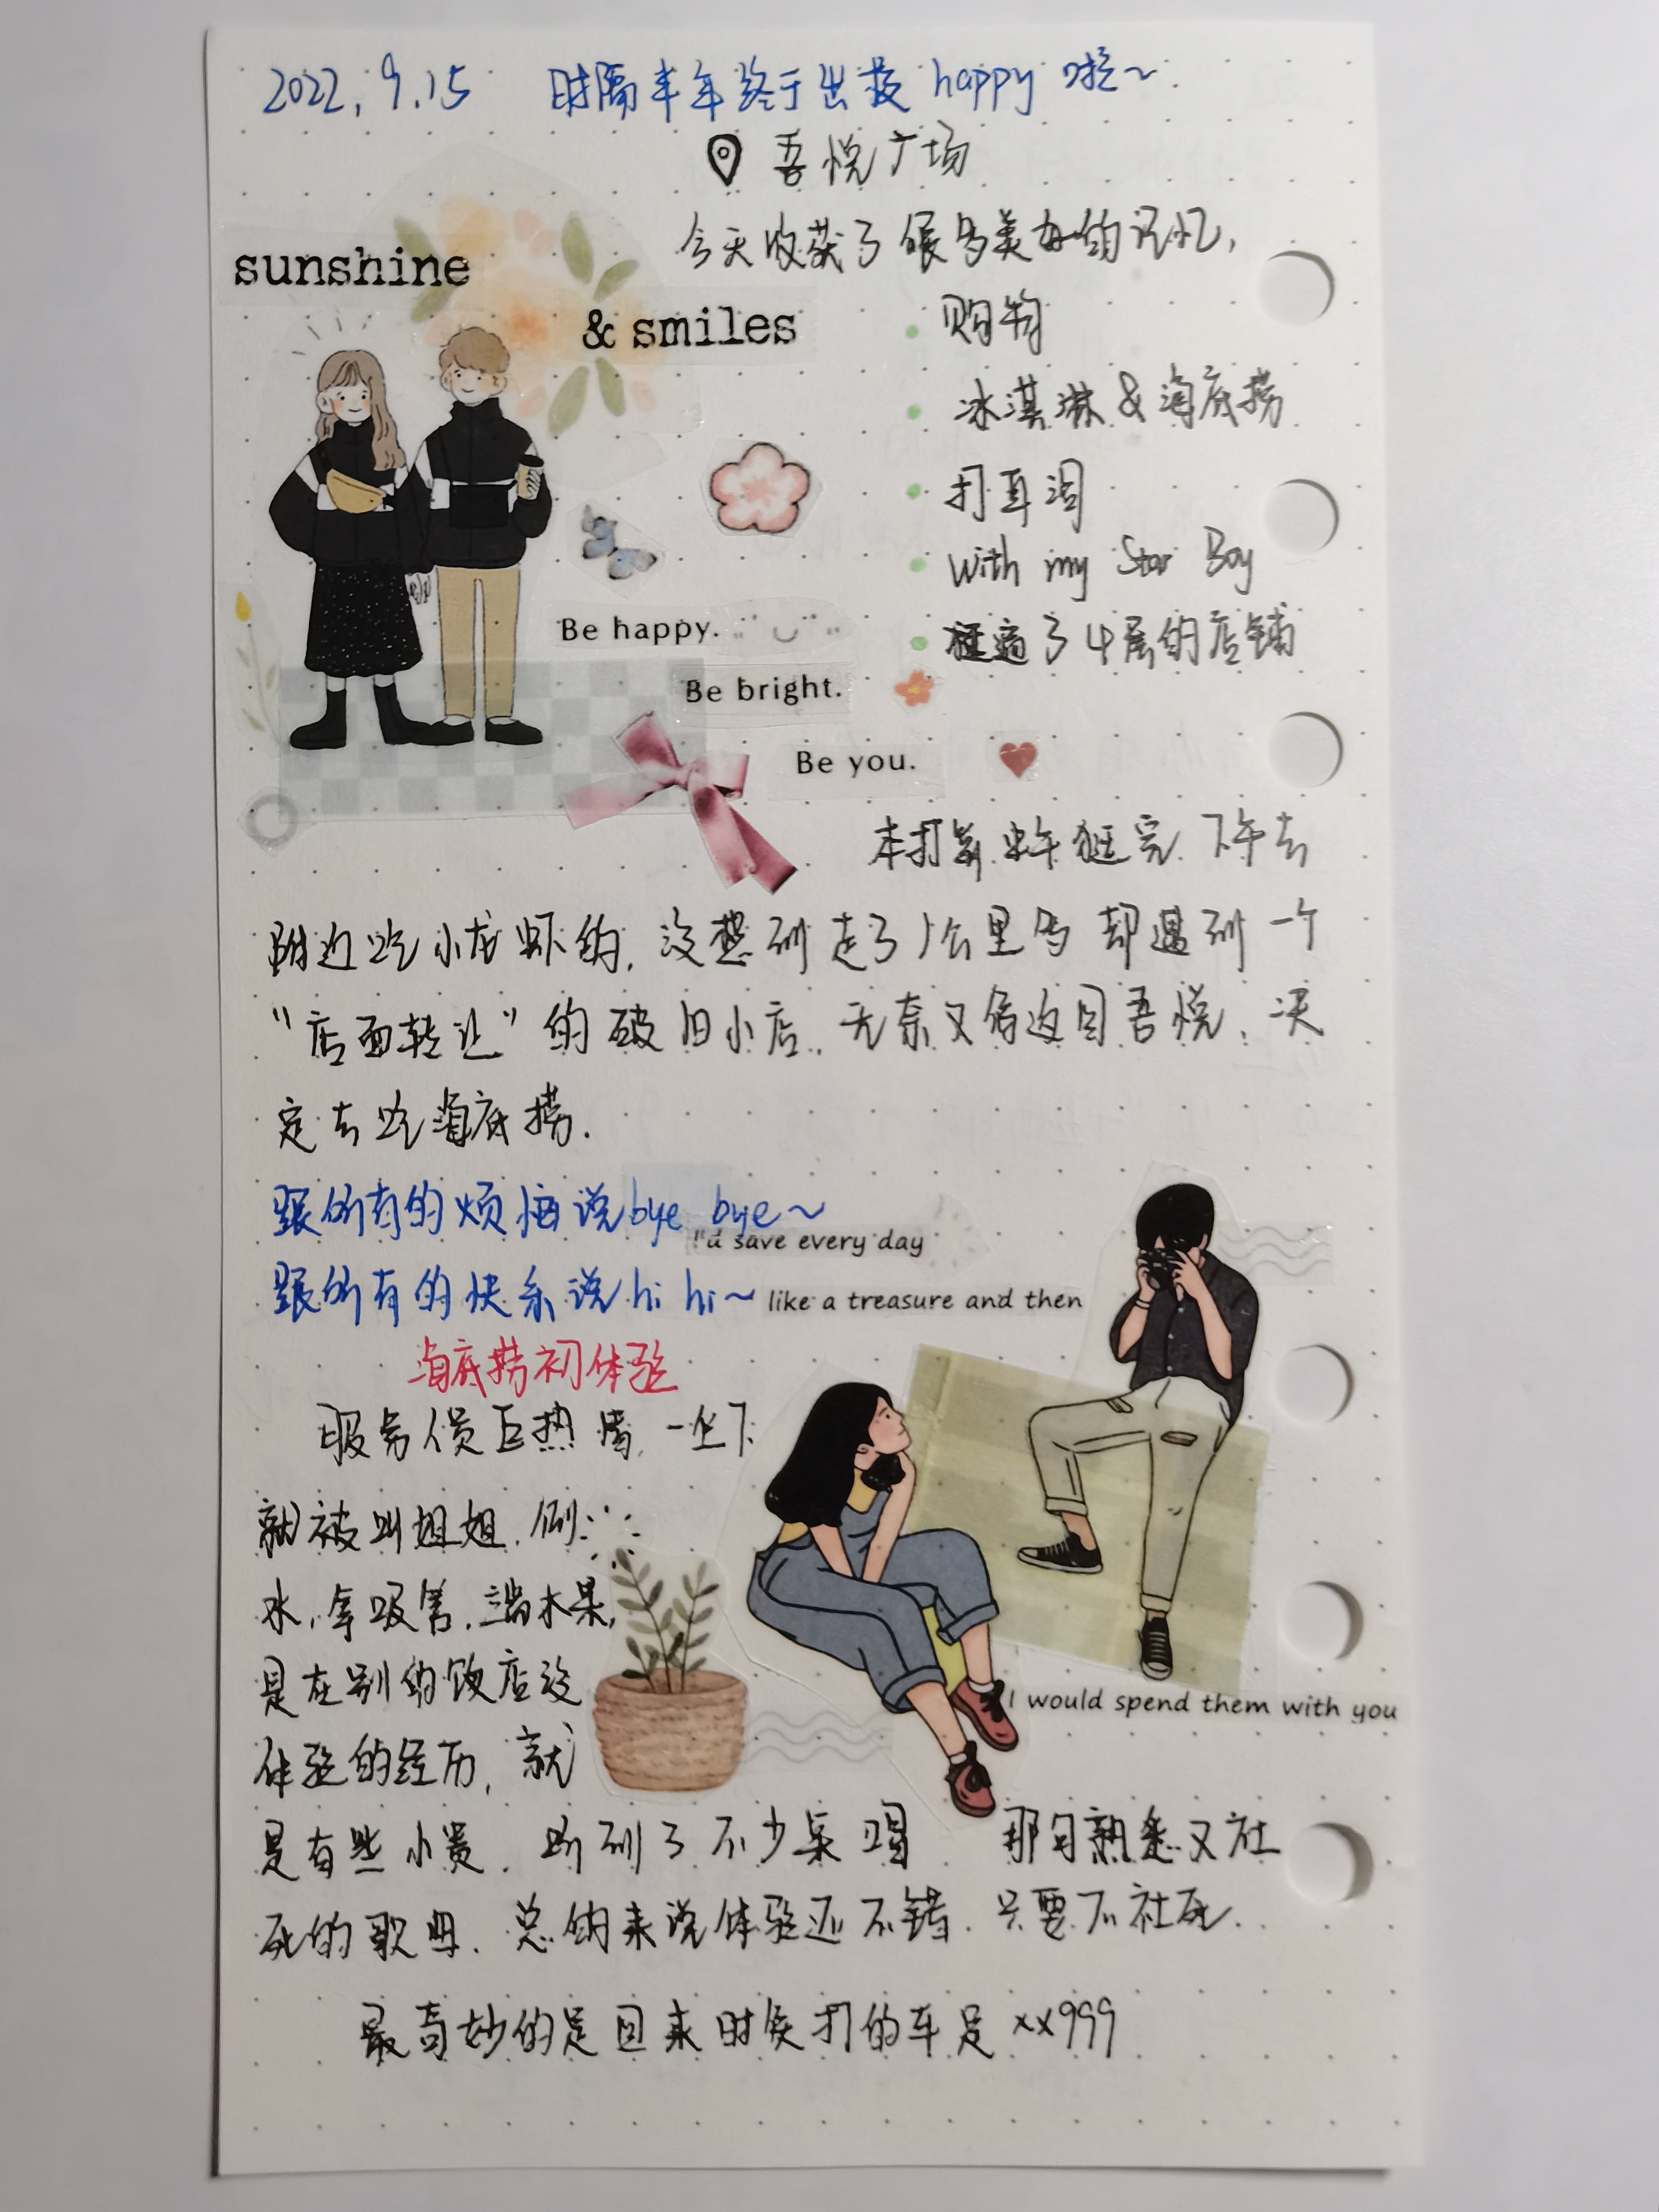 2022.9.15 时隔半年终于出投 happy 啦~
吾悦广场
今天收获了很多美好的记忆,
sunshine
& smiles
购物
冰淇淋 & 海底捞
打耳洞
With my Star Boy
逛遍了4层的店铺
Be happy.
Be bright.
Be you.
本打算 逛完 下午去
附近吃小龙虾的, 没想到走了1公里多 却遇到一个
"店面转让"的破旧小店, 无奈又折返回吾悦, 决
定去吃海底捞.
跟所有的烦恼说bye bye~
I'd save every day
跟所有的快乐说hi hi~
like a treasure and then
海底捞初体验
服务员巨热情, 一坐下
就被叫姐姐, 倒
水, 拿吸管, 端水果,
是在别的饭店没
I would spend them with you
体验的经历, 就
是有些小贵, 听到了不少桌唱 那句熟悉又社
死的歌曲, 总的来说体验还不错, 只要不社死.
最奇妙的是回来时候打的车是××999